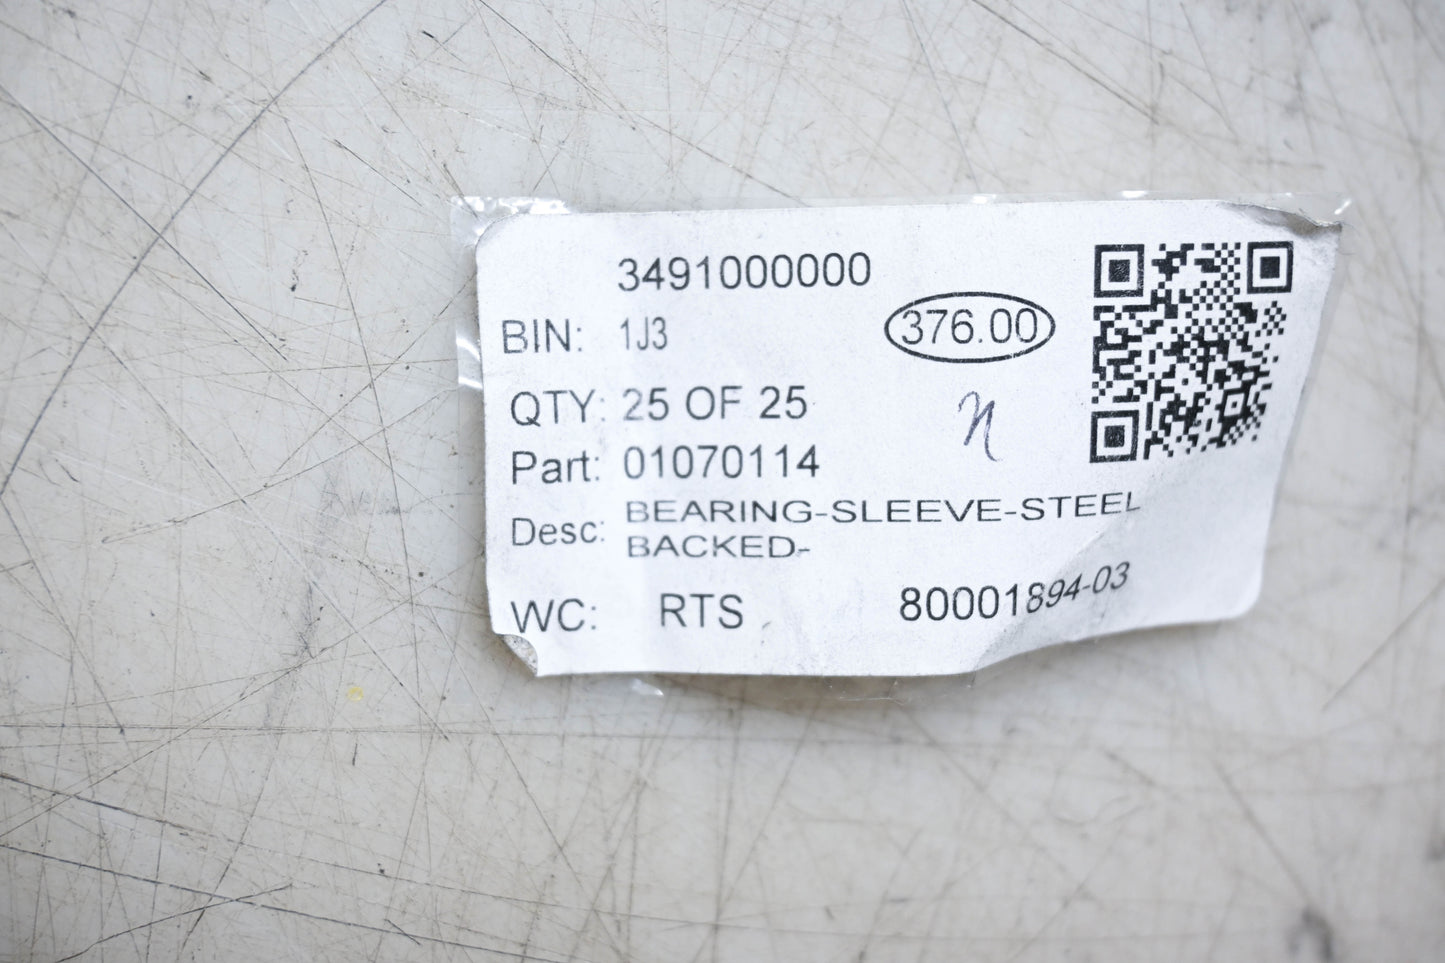 3491000000
BIN: 1J3
376.00
QTY: 25 OF 25
Part: 01070114
Desc: BEARING-SLEEVE-STEEL
BACKED-
WC: RTS 80001894-03